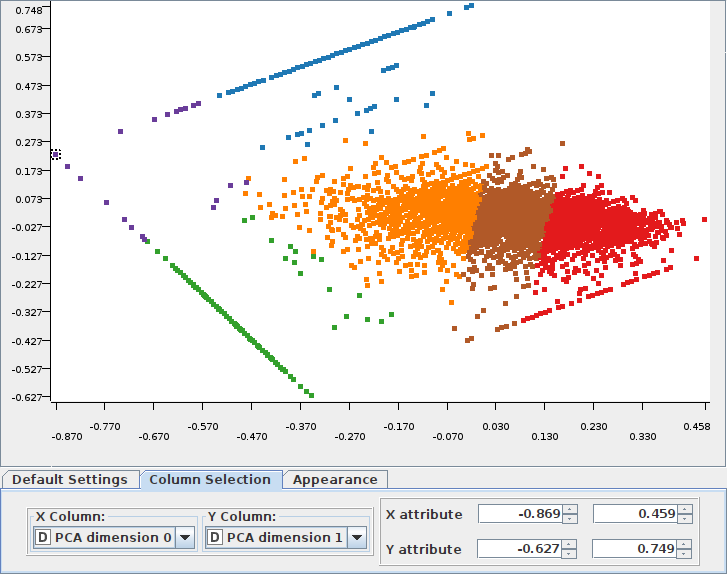 0.748
0.673
0.573
0.473
0.373
0.273
0.173
0.073
-0.027
-0.127
-0.227
-0.327
-0.427
-0.527
-0.627
-0.870 -0.770 -0.670 -0.570 -0.470 -0.370 -0.270 -0.170 -0.070 0.030 0.130 0.230 0.330 0.458
Default Settings Column Selection Appearance
X Column: Y Column:
D PCA dimension 0 D PCA dimension 1
X attribute -0.869 0.459
Y attribute -0.627 0.749